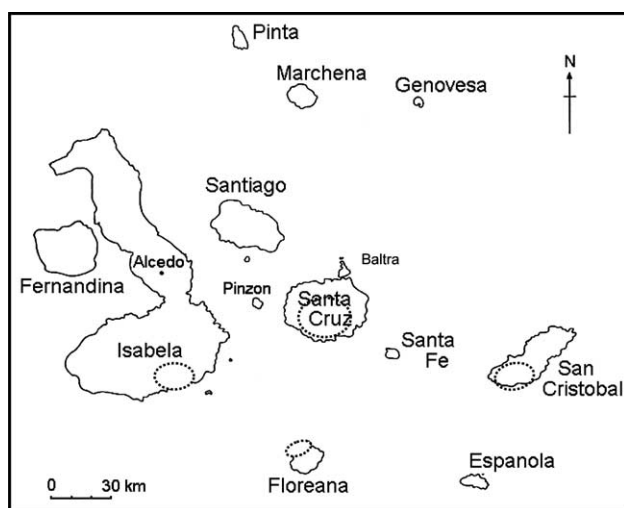 Pinta
Marchena
Genovesa
N
Santiago
Alcedo
Baltra
Fernandina
Pinzon
Santa
Cruz
Isabela
Santa
Fe
San
Cristobal
Floreana
Espanola
0 30 km